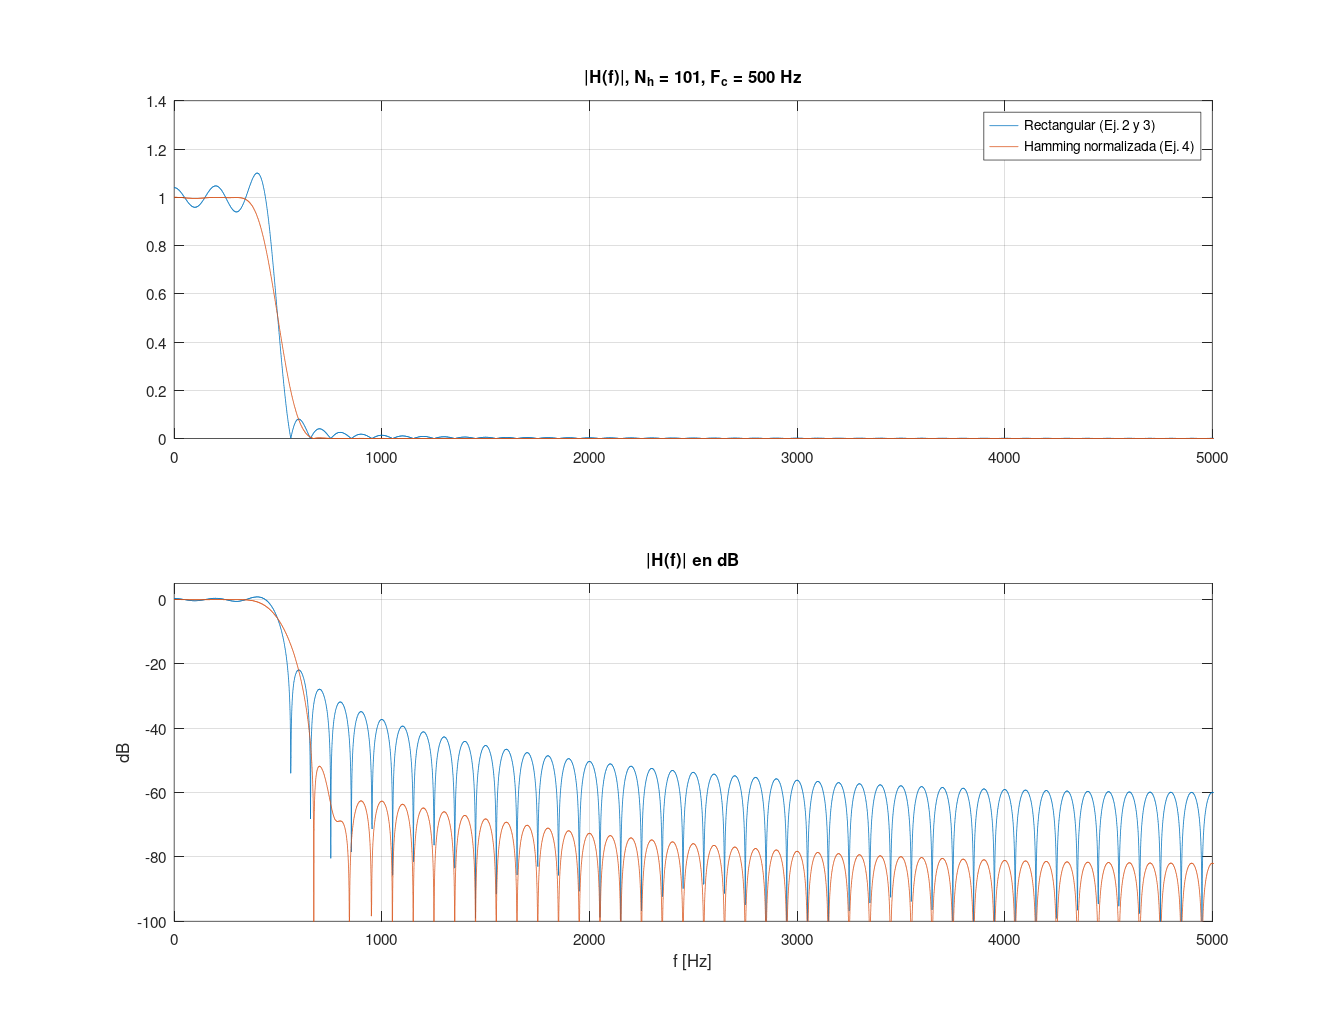 |H(f)|, Nh = 101, Fc = 500 Hz
1.4
1.2
1
0.8
0.6
0.4
0.2
0
0 1000 2000 3000 4000 5000
Rectangular (Ej. 2 y 3)
Hamming normalizada (Ej. 4)
|H(f)| en dB
dB
0
-20
-40
-60
-80
-100
0 1000 2000 3000 4000 5000
f [Hz]